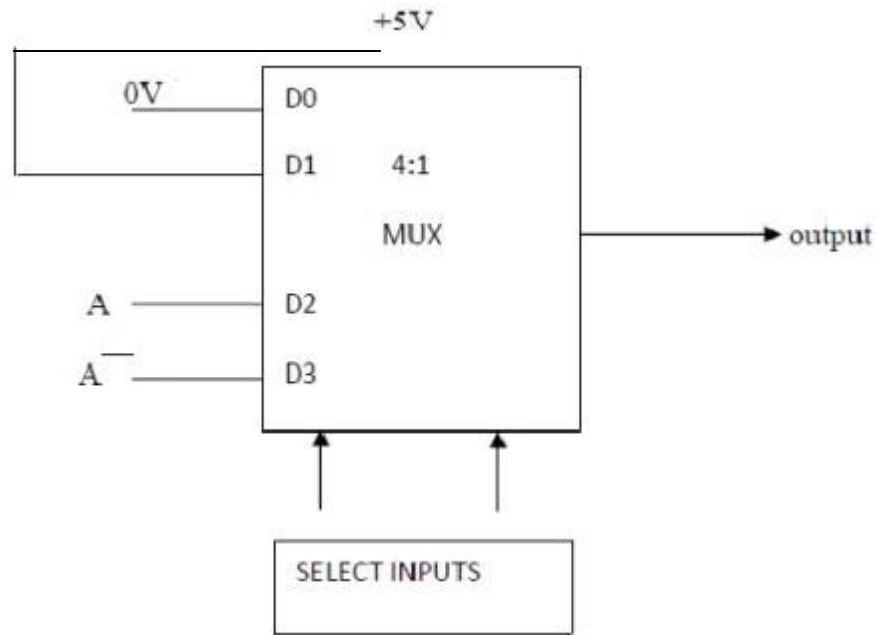 +5V
0V
D0
D1
4:1
MUX
output
A
D2
A̅
D3
SELECT INPUTS